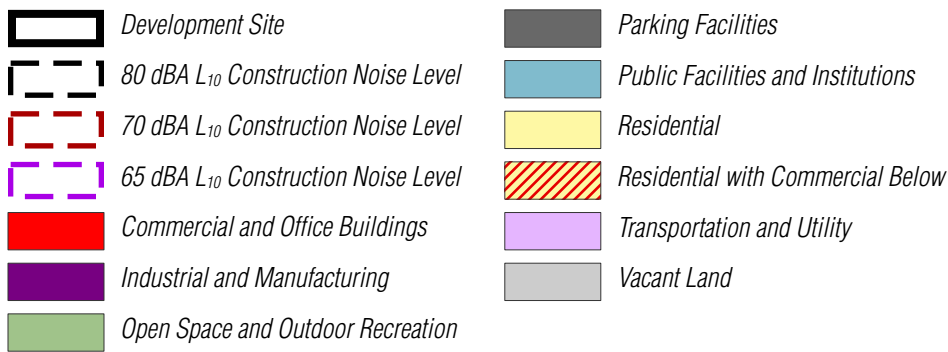 Development Site
80 dBA L10 Construction Noise Level
70 dBA L10 Construction Noise Level
65 dBA L10 Construction Noise Level
Commercial and Office Buildings
Industrial and Manufacturing
Open Space and Outdoor Recreation
Parking Facilities
Public Facilities and Institutions
Residential
Residential with Commercial Below
Transportation and Utility
Vacant Land